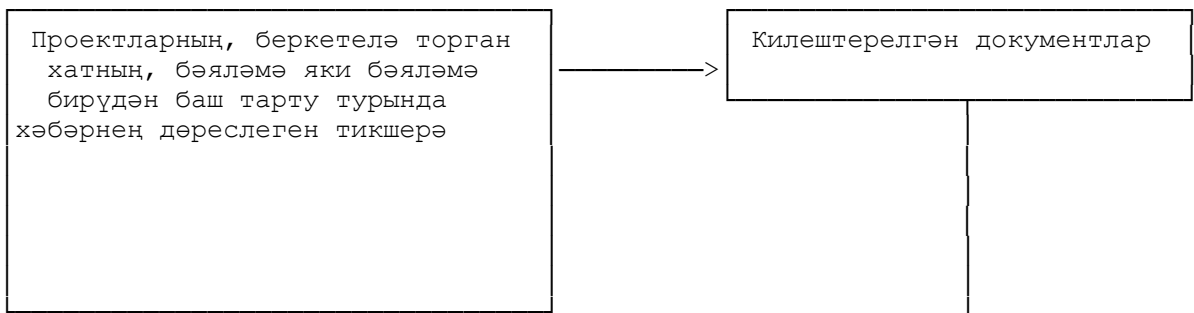 Проектларның, беркетелә торган
хатның, бәяләмә яки бәяләмә
бирүдән баш тарту турында
хәбәрнең дөреслеген тикшерә
Килештерелгән документлар